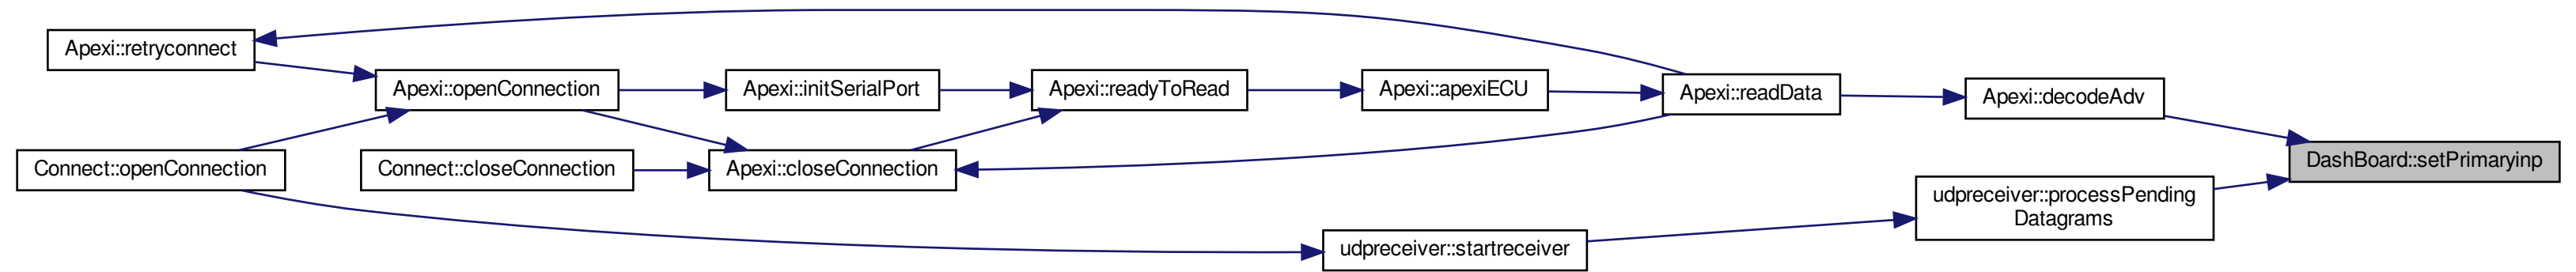 Apexi::retryconnect
Apexi::openConnection
Apexi::initSerialPort
Apexi::readyToRead
Apexi::apexiECU
Apexi::readData
Apexi::decodeAdv
DashBoard::setPrimaryinp
Connect::openConnection
Connect::closeConnection
Apexi::closeConnection
udpreceiver::processPending
Datagrams
udpreceiver::startreceiver